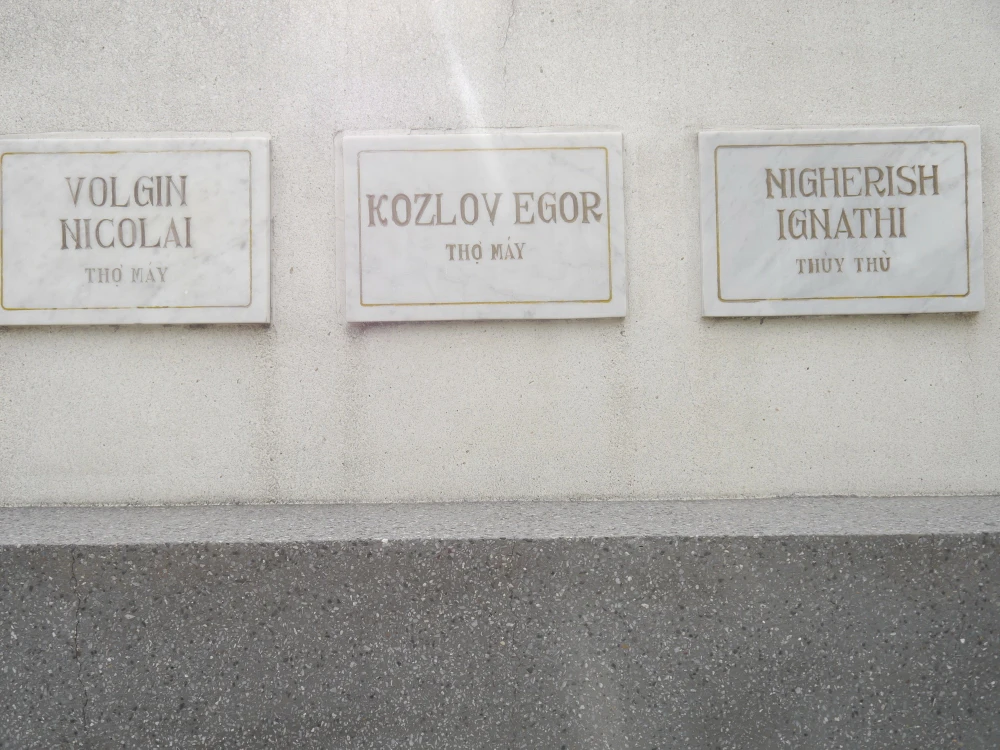 VOLGIN
NICOLAI
THỢ MÁY
KOZLOV EGOR
THỢ MÁY
NIGHERISH
IGNATHI
THỦY THỦ